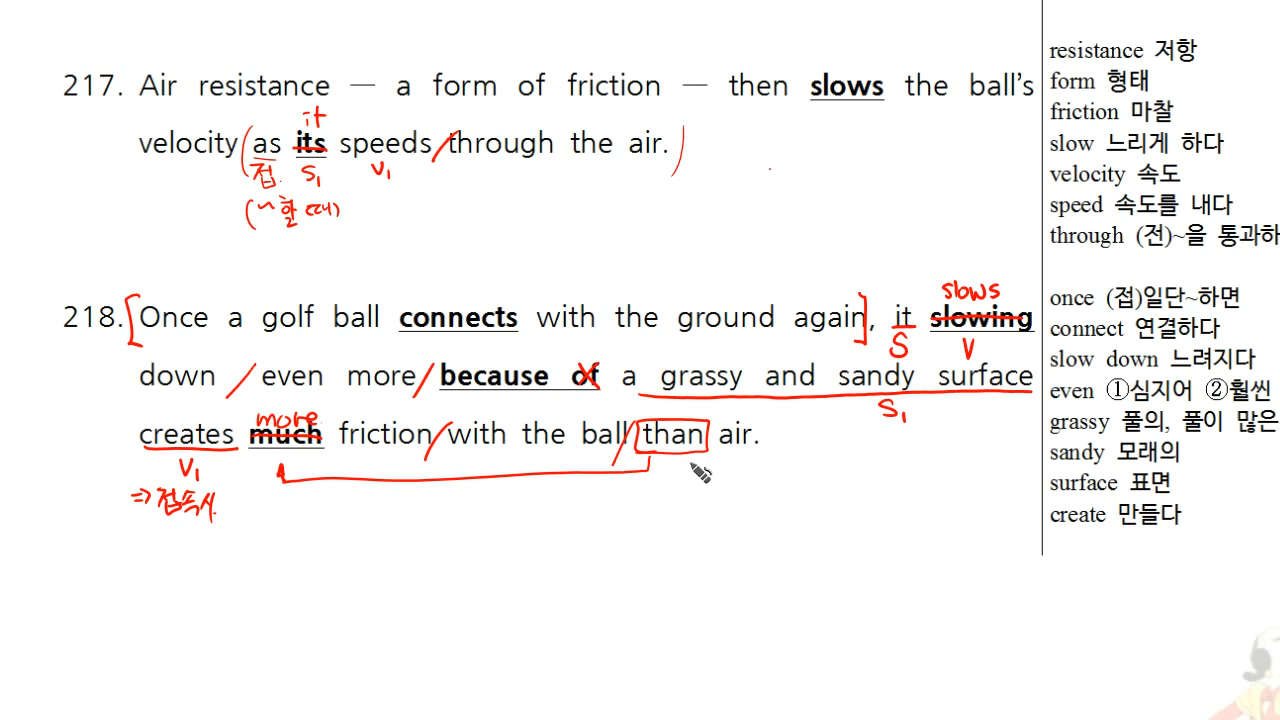 217. Air resistance — a form of friction — then slows the ball's
it
velocity (as its speeds / through the air.)
접. S₁ V₁
(~할 때)
218. [Once a golf ball connects with the ground again], it slowing
slows
S V
down / even more / because of a grassy and sandy surface
S₁
more
creates much friction / with the ball / than air.
V₁
⇒ 접+S+V
resistance 저항
form 형태
friction 마찰
slow 느리게 하다
velocity 속도
speed 속도를 내다
through (전)~을 통과하
once (접)일단~하면
connect 연결하다
slow down 느려지다
even ①심지어 ②훨씬
grassy 풀의, 풀이 많은
sandy 모래의
surface 표면
create 만들다